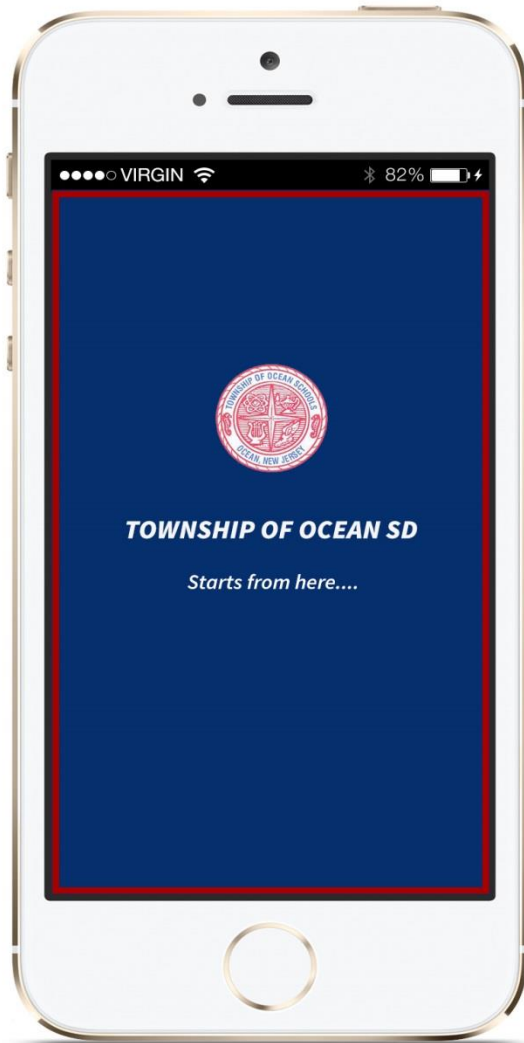 VIRGIN 82%
TOWNSHIP OF OCEAN SCHOOLS
OCEAN, NEW JERSEY
TOWNSHIP OF OCEAN SD
Starts from here....